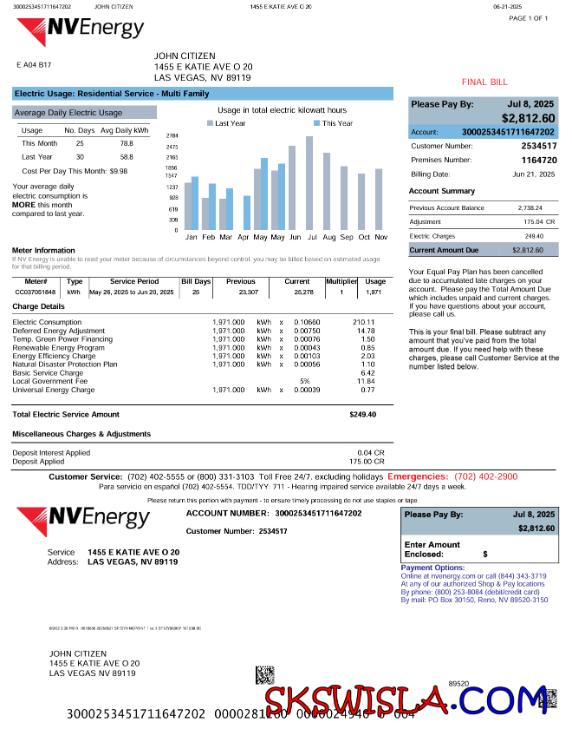 3000253451711647202 JOHN CITIZEN 1455 E KATIE AVE O 20 06-21-2025
PAGE 1 OF 1
NVEnergy
E A04 B17
JOHN CITIZEN
1455 E KATIE AVE O 20
LAS VEGAS, NV 89119
FINAL BILL
Electric Usage: Residential Service - Multi Family
Average Daily Electric Usage
Usage No. Days Avg Daily kWh
This Month 25 78.8
Last Year 30 58.8
Cost Per Day This Month: $9.98
Your average daily
electric consumption is
MORE this month
compared to last year.
Usage in total electric kilowatt hours
Last Year This Year
2475
2165
1547
1237
928
619
309
0
Jan Feb Mar Apr May May Jun Jul Aug Sep Oct Nov
Please Pay By: Jul 8, 2025
$2,812.60
Account: 3000253451711647202
Customer Number: 2534517
Premises Number: 1164720
Billing Date: Jun 21, 2025
Account Summary
Previous Account Balance 2,738.24
Adjustment 175.04 CR
Electric Charges 249.40
Current Amount Due $2,812.60
Your Equal Pay Plan has been cancelled
due to accumulated late charges on your
account. Please pay the Total Amount Due
which includes unpaid and current charges.
If you have questions about your account,
please call us.
This is your final bill. Please subtract any
amount that you've paid from the total
amount due. If you need help with these
charges, please call Customer Service at the
number listed below.
Meter Information
If NV Energy is unable to read your meter because of circumstances beyond control, you may be billed based on estimated usage
for that billing period.
Meter# Type Service Period Bill Days Previous Current Multiplier Usage
CC037051848 kWh May 26, 2025 to Jun 20, 2025 25 23,307 25,278 1 1,971
Charge Details
Electric Consumption 1,971.000 kWh x 0.10660 210.11
Deferred Energy Adjustment 1,971.000 kWh x 0.00750 14.78
Temp. Green Power Financing 1,971.000 kWh x 0.00076 1.50
Renewable Energy Program 1,971.000 kWh x 0.00043 0.85
Energy Efficiency Charge 1,971.000 kWh x 0.00103 2.03
Natural Disaster Protection Plan 1,971.000 kWh x 0.00056 1.10
Basic Service Charge 6.42
Local Government Fee 5% 11.84
Universal Energy Charge 1,971.000 kWh x 0.00039 0.77
Total Electric Service Amount $249.40
Miscellaneous Charges & Adjustments
Deposit Interest Applied 0.04 CR
Deposit Applied 175.00 CR
Customer Service: (702) 402-5555 or (800) 331-3103 Toll Free 24/7, excluding holidays Emergencies: (702) 402-2900
Para servicio en español (702) 402-5554. TDD/TYY: 711 - Hearing impaired service available 24/7 days a week.
Please return this portion with payment - to ensure timely processing do not use staples or tape
NVEnergy
ACCOUNT NUMBER: 3000253451711647202
Customer Number: 2534517
Service 1455 E KATIE AVE O 20
Address: LAS VEGAS, NV 89119
Please Pay By: Jul 8, 2025
$2,812.60
Enter Amount
Enclosed: $
Payment Options:
Online at nvenergy.com or call (844) 343-3719
At any of our authorized Shop & Pay locations
By phone: (800) 253-8084 (debit/credit card)
By mail: PO Box 30150, Reno, NV 89520-3150
JOHN CITIZEN
1455 E KATIE AVE O 20
LAS VEGAS NV 89119
89520
SKSWISLA.COM
3000253451711647202